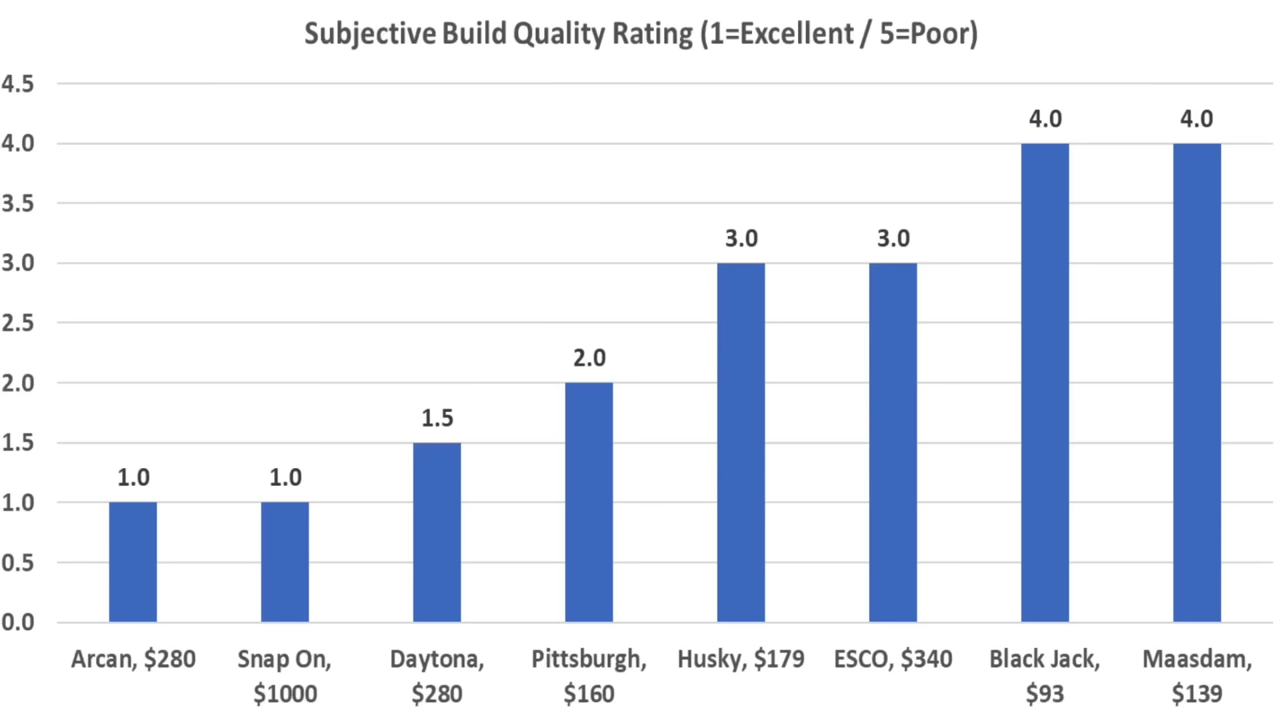 Subjective Build Quality Rating (1=Excellent / 5=Poor)
4.5
4.0
3.5
3.0
2.5
2.0
1.5
1.0
0.5
0.0
1.0
1.0
1.5
2.0
3.0
3.0
4.0
4.0
Arcan, $280
Snap On,
$1000
Daytona,
$280
Pittsburgh,
$160
Husky, $179
ESCO, $340
Black Jack,
$93
Maasdam,
$139